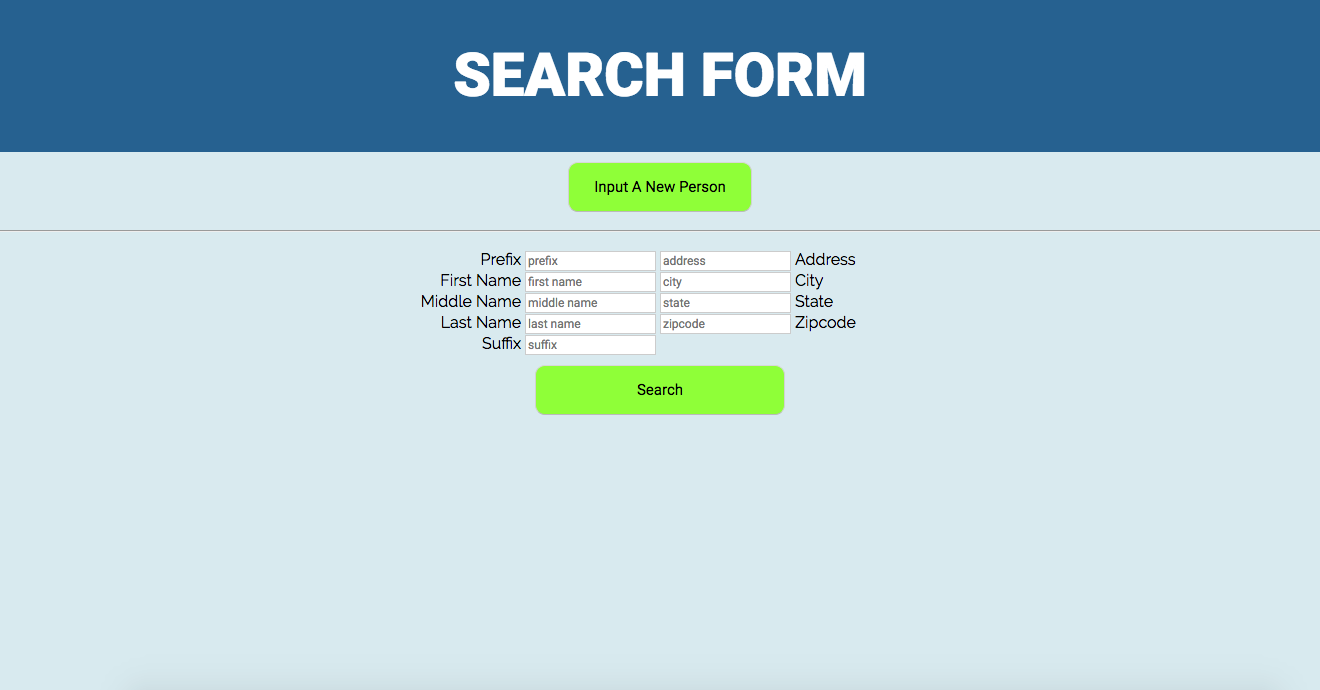 SEARCH FORM
Input A New Person
Prefix prefix address Address
First Name first name city City
Middle Name middle name state State
Last Name last name zipcode Zipcode
Suffix suffix
Search